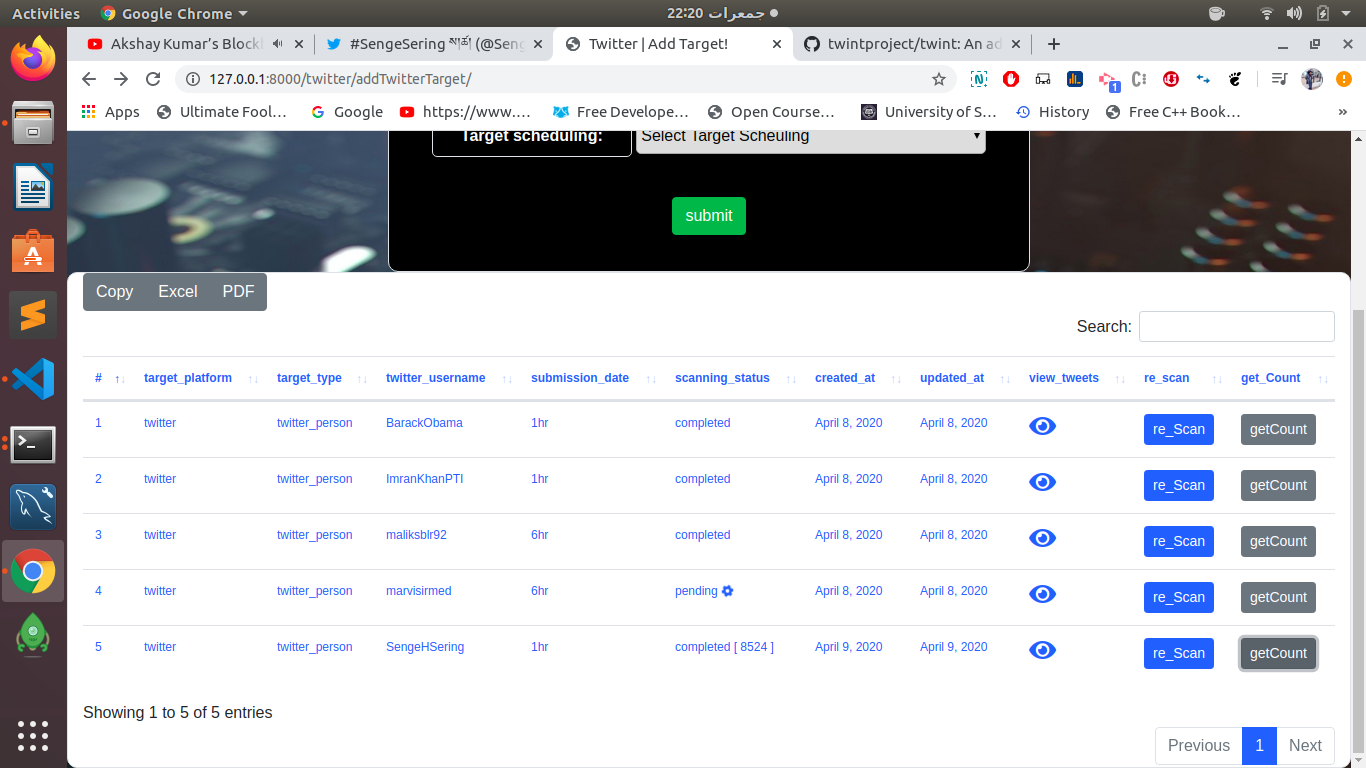 Activities Google Chrome 22:20 جمعرات
Akshay Kumar’s Blockb #SengeSering (@Seng Twitter | Add Target! twintproject/twint: An ad
127.0.0.1:8000/twitter/addTwitterTarget/ 1
Apps Ultimate Fool... Google https://www.... Free Develope... Open Course... University of S... History Free C++ Book... »
Target scheduling: Select Target Scheuling
submit
Copy Excel PDF
Search:
# target_platform target_type twitter_username submission_date scanning_status created_at updated_at view_tweets re_scan get_Count
1 twitter twitter_person BarackObama 1hr completed April 8, 2020 April 8, 2020 re_Scan getCount
2 twitter twitter_person ImranKhanPTI 1hr completed April 8, 2020 April 8, 2020 re_Scan getCount
3 twitter twitter_person maliksblr92 6hr completed April 8, 2020 April 8, 2020 re_Scan getCount
4 twitter twitter_person marvisirmed 6hr pending April 8, 2020 April 8, 2020 re_Scan getCount
5 twitter twitter_person SengeHSering 1hr completed [ 8524 ] April 9, 2020 April 9, 2020 re_Scan getCount
Showing 1 to 5 of 5 entries
Previous 1 Next